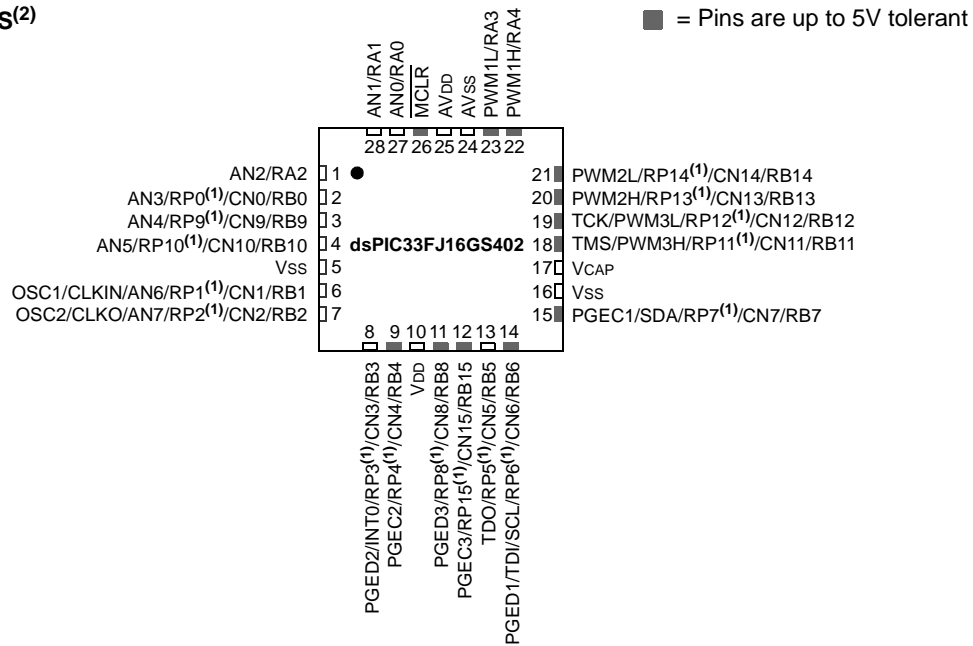 S(2)
= Pins are up to 5V tolerant
AN1/RA1
AN0/RA0
MCLR
AVDD
AVSS
PWM1L/RA3
PWM1H/RA4
28 27 26 25 24 23 22
AN2/RA2 1
AN3/RP0(1)/CN0/RB0 2
AN4/RP9(1)/CN9/RB9 3
AN5/RP10(1)/CN10/RB10 4
VSS 5
OSC1/CLKIN/AN6/RP1(1)/CN1/RB1 6
OSC2/CLKO/AN7/RP2(1)/CN2/RB2 7
dsPIC33FJ16GS402
21 PWM2L/RP14(1)/CN14/RB14
20 PWM2H/RP13(1)/CN13/RB13
19 TCK/PWM3L/RP12(1)/CN12/RB12
18 TMS/PWM3H/RP11(1)/CN11/RB11
17 VCAP
16 VSS
15 PGEC1/SDA/RP7(1)/CN7/RB7
8 9 10 11 12 13 14
PGED2/INT0/RP3(1)/CN3/RB3
PGEC2/RP4(1)/CN4/RB4
VDD
PGED3/RP8(1)/CN8/RB8
PGEC3/RP15(1)/CN15/RB15
TDO/RP5(1)/CN5/RB5
PGED1/TDI/SCL/RP6(1)/CN6/RB6